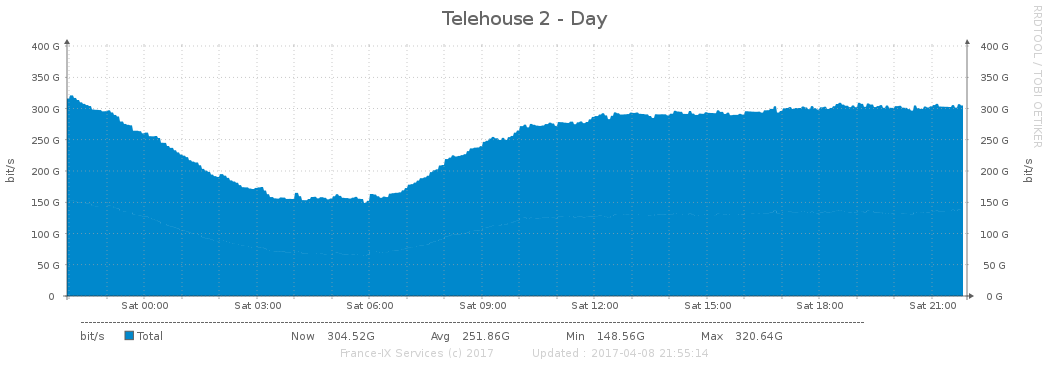 Telehouse 2 - Day
RRDTOOL / TOBI OETIKER
bit/s
400 G
350 G
300 G
250 G
200 G
150 G
100 G
50 G
0
400 G
350 G
300 G
250 G
200 G
150 G
100 G
50 G
0 G
bit/s
Sat 00:00 Sat 03:00 Sat 06:00 Sat 09:00 Sat 12:00 Sat 15:00 Sat 18:00 Sat 21:00
bit/s Total Now 304.52G Avg 251.86G Min 148.56G Max 320.64G
France-IX Services (c) 2017 Updated : 2017-04-08 21:55:14